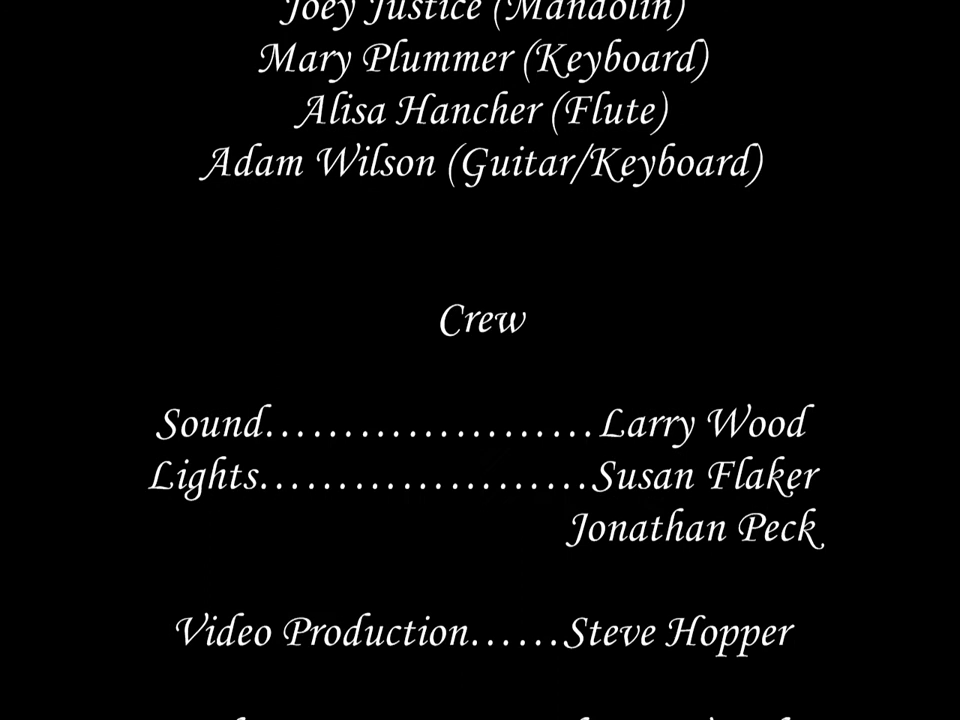 Joey Justice (Mandolin)
Mary Plummer (Keyboard)
Alisa Hancher (Flute)
Adam Wilson (Guitar/Keyboard)
Crew
Sound.....................Larry Wood
Lights.....................Susan Flaker
Jonathan Peck
Video Production......Steve Hopper